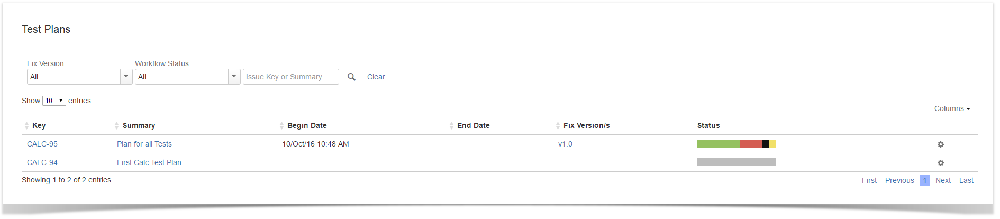 Test Plans
Fix Version Workflow Status
All All Issue Key or Summary Clear
Show 10 entries
Columns
Key Summary Begin Date End Date Fix Version/s Status
CALC-95 Plan for all Tests 10/Oct/16 10:48 AM v1.0
CALC-94 First Calc Test Plan
Showing 1 to 2 of 2 entries First Previous 1 Next Last